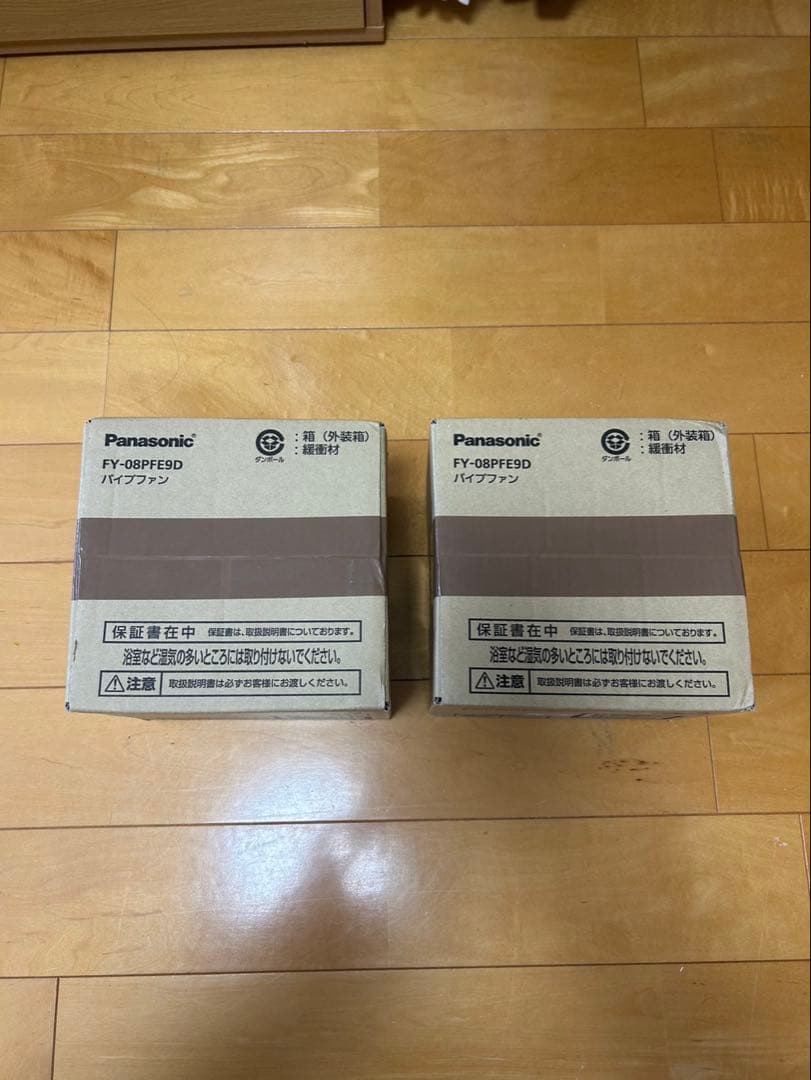 Panasonic®
FY-08PFE9D
パイプファン
ダンボール
：箱（外装箱）
：緩衝材
保証書在中 保証書は、取扱説明書についております。
浴室など湿気の多いところには取り付けないでください。
注意 取扱説明書は必ずお客様にお渡しください。
Panasonic®
FY-08PFE9D
パイプファン
ダンボール
：箱（外装箱）
：緩衝材
保証書在中 保証書は、取扱説明書についております。
浴室など湿気の多いところには取り付けないでください。
注意 取扱説明書は必ずお客様にお渡しください。